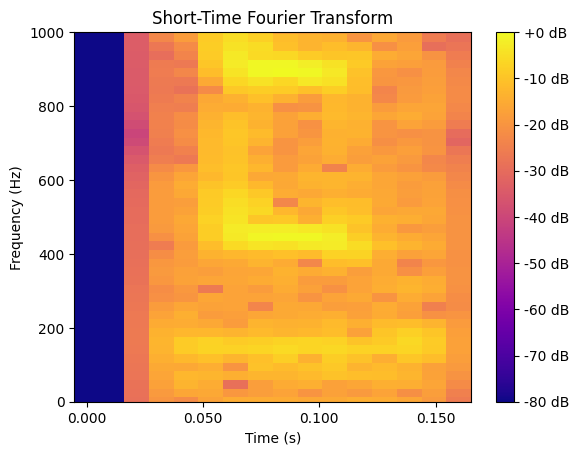 Short-Time Fourier Transform
1000
800
600
400
200
0
Frequency (Hz)
0.000
0.050
0.100
0.150
Time (s)
+0 dB
-10 dB
-20 dB
-30 dB
-40 dB
-50 dB
-60 dB
-70 dB
-80 dB